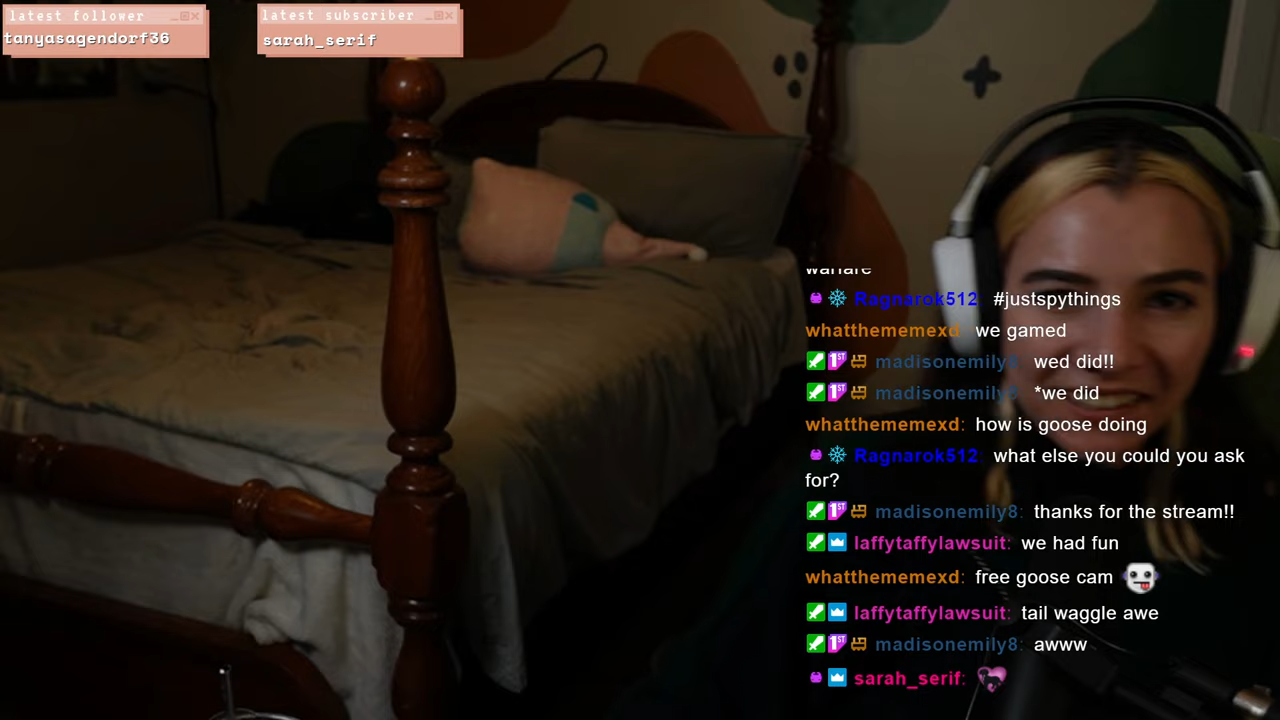 latest follower
tanyasagendorf36
latest subscriber
sarah_serif
warfare
Ragnarok512: #justspythings
whatthememexd: we gamed
madisonemily8: wed did!!
madisonemily8: *we did
whatthememexd: how is goose doing
Ragnarok512: what else you could you ask
for?
madisonemily8: thanks for the stream!!
laffytaffylawsuit: we had fun
whatthememexd: free goose cam
laffytaffylawsuit: tail waggle awe
madisonemily8: awww
sarah_serif: